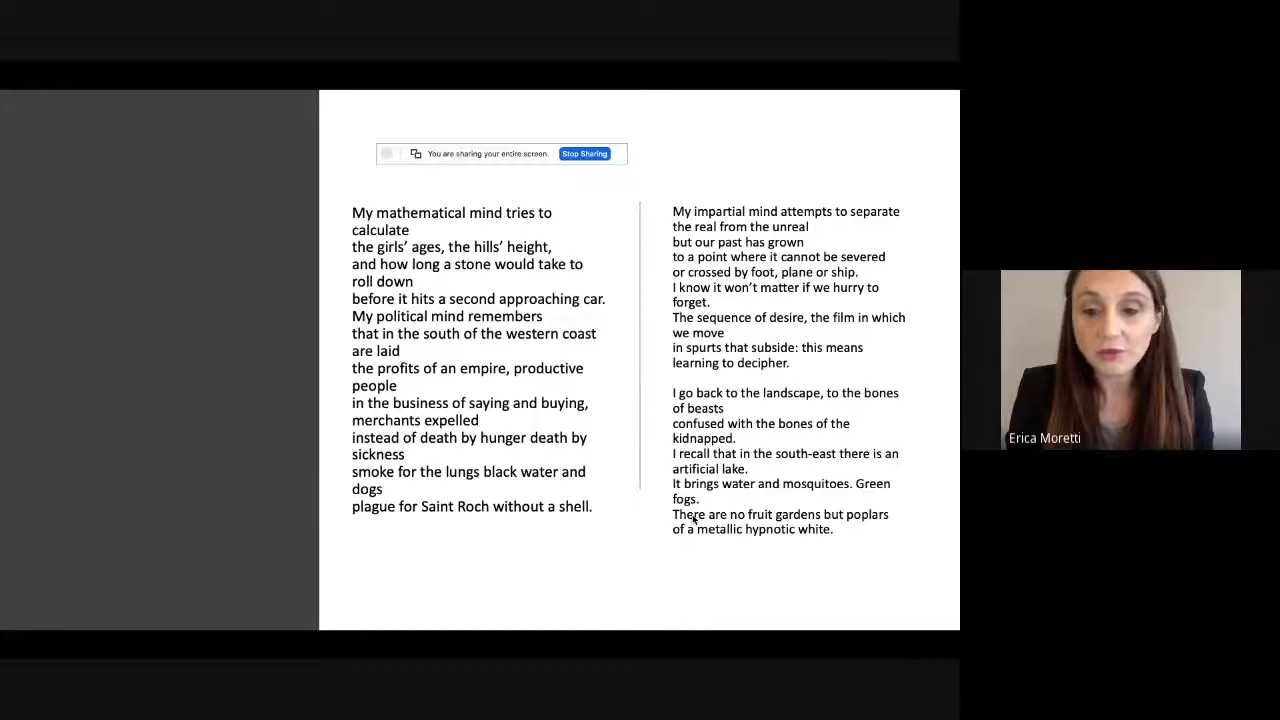 You are sharing your entire screen.
Stop Sharing
My mathematical mind tries to
calculate
the girls’ ages, the hills’ height,
and how long a stone would take to
roll down
before it hits a second approaching car.
My political mind remembers
that in the south of the western coast
are laid
the profits of an empire, productive
people
in the business of saying and buying,
merchants expelled
instead of death by hunger death by
sickness
smoke for the lungs black water and
dogs
plague for Saint Roch without a shell.
My impartial mind attempts to separate
the real from the unreal
but our past has grown
to a point where it cannot be severed
or crossed by foot, plane or ship.
I know it won’t matter if we hurry to
forget.
The sequence of desire, the film in which
we move
in spurts that subside: this means
learning to decipher.
I go back to the landscape, to the bones
of beasts
confused with the bones of the
kidnapped.
I recall that in the south-east there is an
artificial lake.
It brings water and mosquitoes. Green
fogs.
There are no fruit gardens but poplars
of a metallic hypnotic white.
Erica Moretti